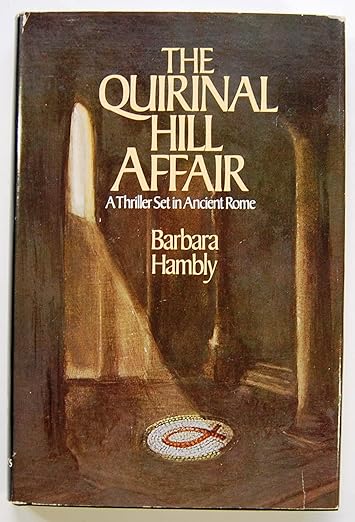 THE
QUIRINAL
HILL
AFFAIR
A Thriller Set in Ancient Rome
Barbara
Hambly